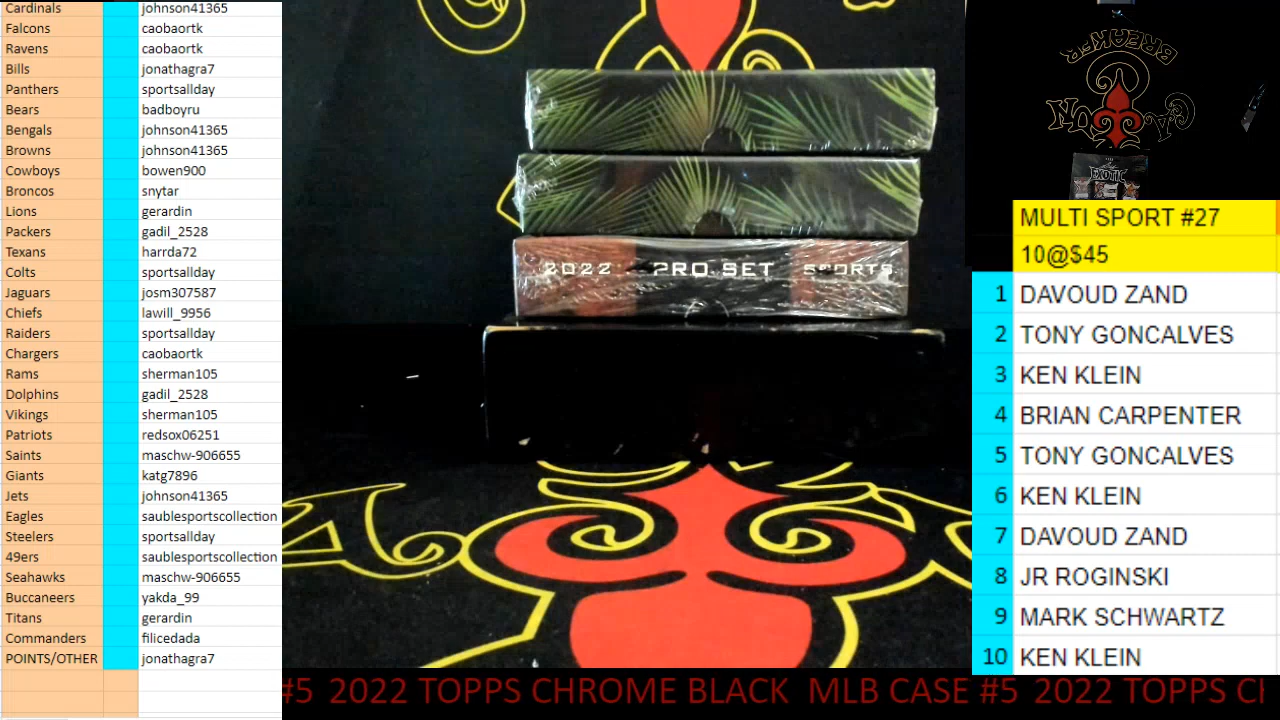 Cardinals johnson41365
Falcons caobaortk
Ravens caobaortk
Bills jonathagra7
Panthers sportsallday
Bears badboyru
Bengals johnson41365
Browns johnson41365
Cowboys bowen900
Broncos snytar
Lions gerardin
Packers gadil_2528
Texans harrda72
Colts sportsallday
Jaguars josm307587
Chiefs lawill_9956
Raiders sportsallday
Chargers caobaortk
Rams sherman105
Dolphins gadil_2528
Vikings sherman105
Patriots redsox06251
Saints maschw-906655
Giants katg7896
Jets johnson41365
Eagles saublesportscollection
Steelers sportsallday
49ers saublesportscollection
Seahawks maschw-906655
Buccaneers yakda_99
Titans gerardin
Commanders filicedada
POINTS/OTHER jonathagra7
2022 PRO SET SPORTS
BREAKER
EXOTIC
MULTI SPORT #27
10@$45
1 DAVOUD ZAND
2 TONY GONCALVES
3 KEN KLEIN
4 BRIAN CARPENTER
5 TONY GONCALVES
6 KEN KLEIN
7 DAVOUD ZAND
8 JR ROGINSKI
9 MARK SCHWARTZ
10 KEN KLEIN
#5 2022 TOPPS CHROME BLACK MLB CASE #5 2022 TOPPS CH